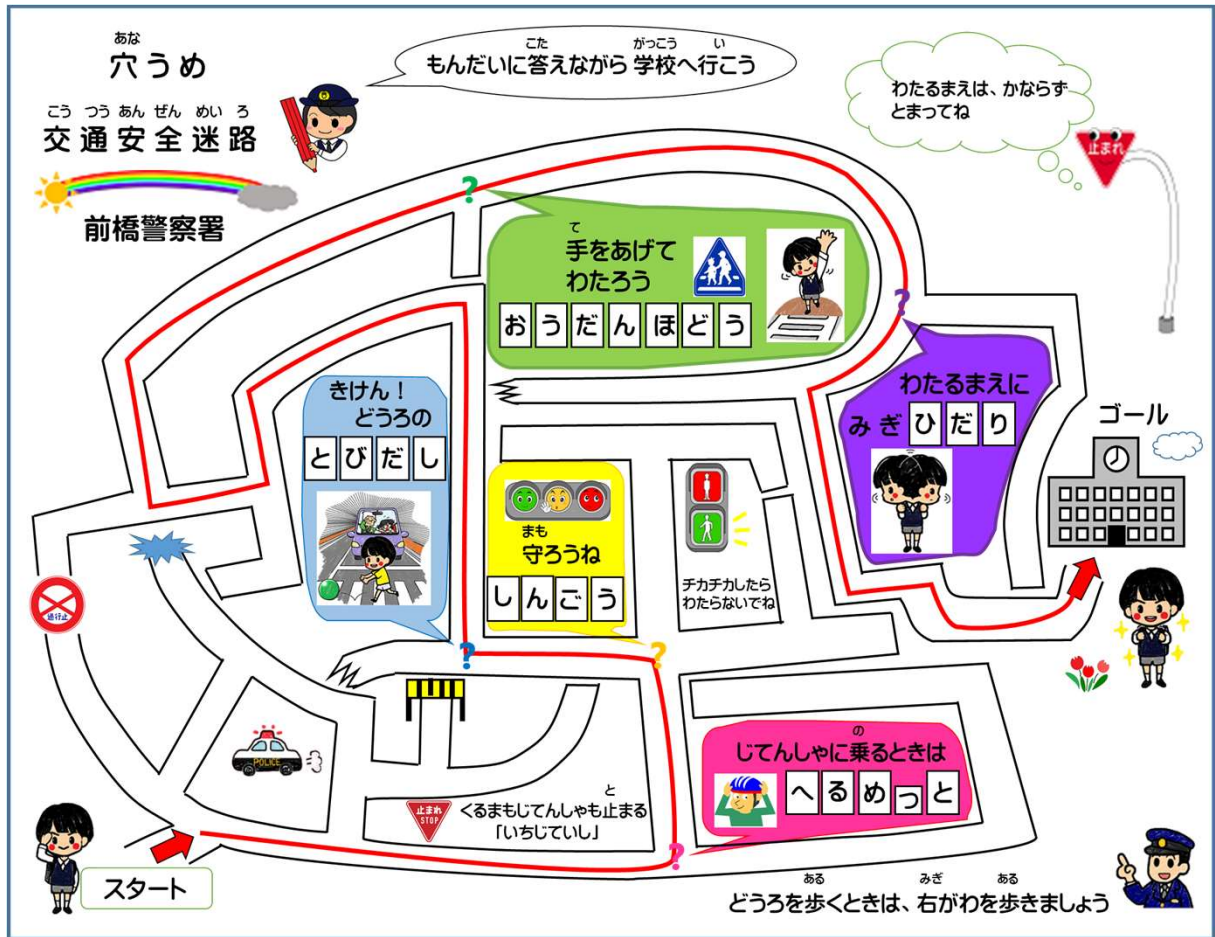 あな
穴うめ
こう つう あん ぜん めい ろ
交通安全迷路
前橋警察署
こた がっこう い
もんだいに答えながら 学校へ行こう
わたるまえは、かならず
とまってね
止まれ
て
手をあげて
わたろう
おうだんほどう
わたるまえに
みぎひだり
ゴール
きけん!
どうろの
とびだし
まも
守ろうね
しんごう
チカチカしたら
わたらないでね
通行止
POLICE
の
じてんしゃに乗るときは
へるめっと
止まれ
STOP
と
くるまもじてんしゃも止まる
「いちじていし」
スタート
ある みぎ ある
どうろを歩くときは、右がわを歩きましょう